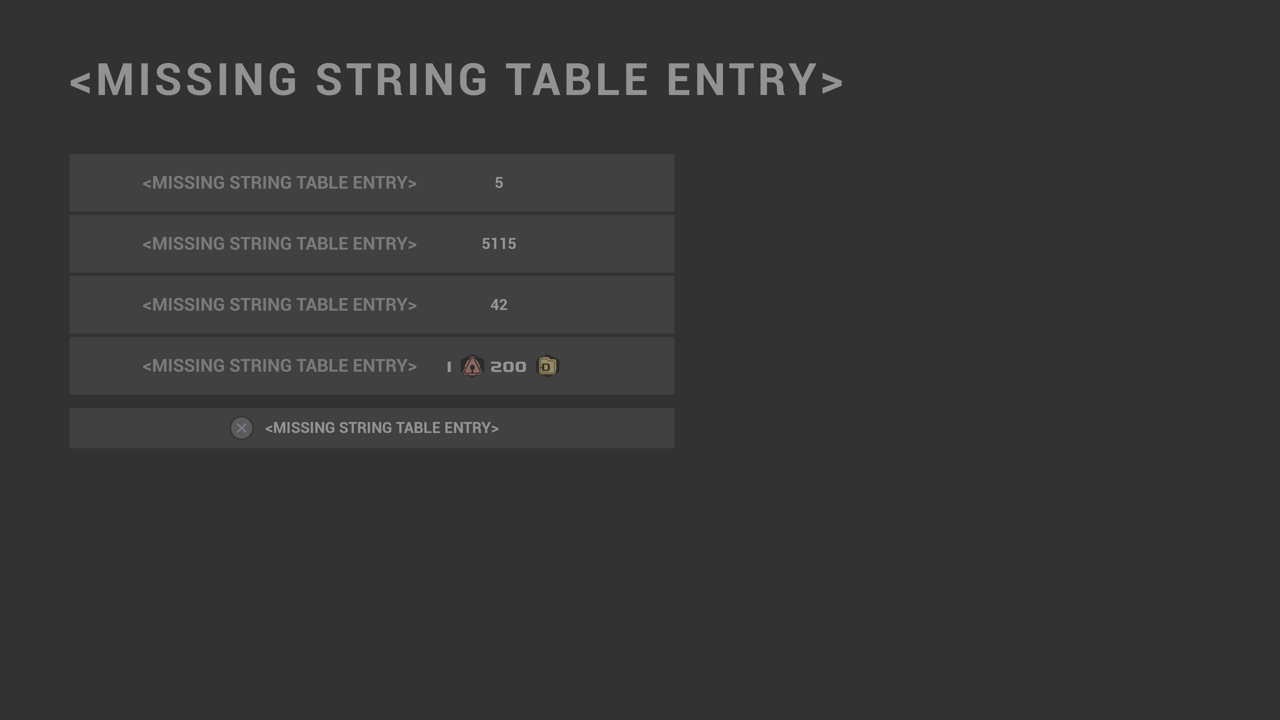 <MISSING STRING TABLE ENTRY>
<MISSING STRING TABLE ENTRY> 5
<MISSING STRING TABLE ENTRY> 5115
<MISSING STRING TABLE ENTRY> 42
<MISSING STRING TABLE ENTRY> 1 200 D
<MISSING STRING TABLE ENTRY>